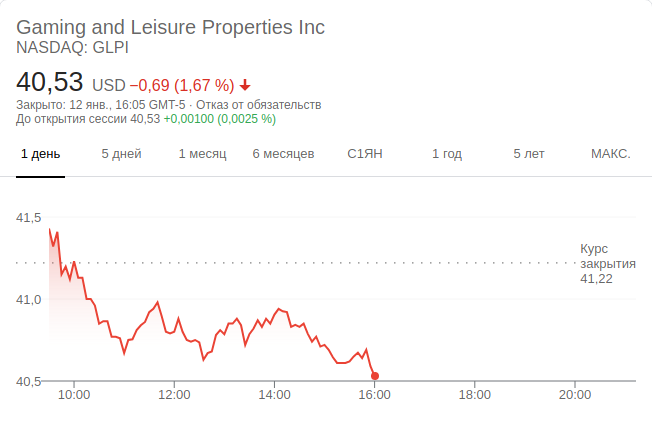 Gaming and Leisure Properties Inc
NASDAQ: GLPI
40,53 USD −0,69 (1,67 %)
Закрыто: 12 янв., 16:05 GMT-5 · Отказ от обязательств
До открытия сессии 40,53 +0,00100 (0,0025 %)
1 день 5 дней 1 месяц 6 месяцев С1ЯН 1 год 5 лет МАКС.
41,5
Курс
закрытия
41,22
41,0
40,5
10:00 12:00 14:00 16:00 18:00 20:00